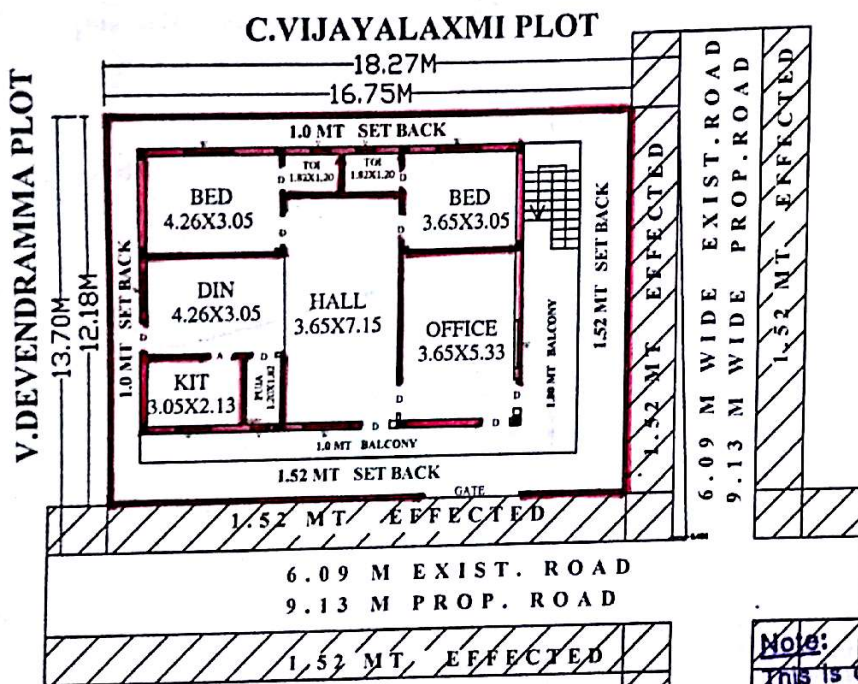 C.VIJAYALAXMI PLOT
18.27M
16.75M
V.DEVENDRAMMA PLOT
13.70M
12.18M
1.0 MT SET BACK
1.0 MT SET BACK
TOI
1.82X1.20
TOI
1.82X1.20
BED
4.26X3.05
BED
3.65X3.05
D
D
D
D
DIN
4.26X3.05
HALL
3.65X7.15
OFFICE
3.65X5.33
D
A
D
KIT
3.05X2.13
PUJA
1.20X1.82
D
D
D
D
1.80 MT BALCONY
1.0 MT BALCONY
1.52 MT SET BACK
1.52 MT SET BACK
GATE
1.52 MT EFFECTED
1.52 MT EFFECTED
6.09 M WIDE EXIST.ROAD
9.13 M WIDE PROP.ROAD
1.52 MT EFFECTED
6.09 M EXIST. ROAD
9.13 M PROP. ROAD
1.52 MT EFFECTED
Note:
This is